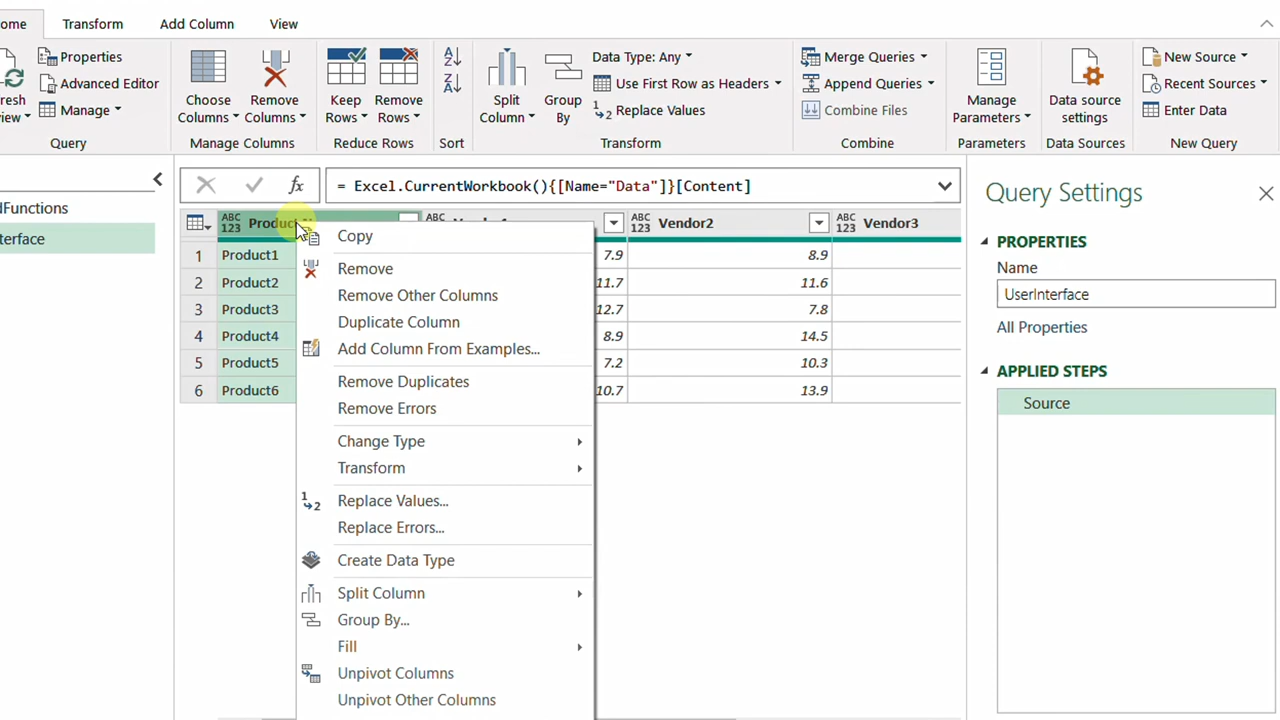 Transform Add Column View
Properties
Advanced Editor
Manage
Query
Choose
Columns
Remove
Columns
Manage Columns
Keep
Rows
Remove
Rows
Reduce Rows
Sort
Split
Column
Group
By
Data Type: Any
Use First Row as Headers
Replace Values
Transform
Merge Queries
Append Queries
Combine Files
Combine
Manage
Parameters
Parameters
Data source
settings
Data Sources
New Source
Recent Sources
Enter Data
New Query
fx = Excel.CurrentWorkbook(){[Name="Data"]}[Content]
dFunctions
terface
ABC 123 ABC 123 ABC 123 Vendor2 ABC 123 Vendor3
1 Product1 7.9 8.9
2 Product2 11.7 11.6
3 Product3 12.7 7.8
4 Product4 8.9 14.5
5 Product5 7.2 10.3
6 Product6 10.7 13.9
Copy
Remove
Remove Other Columns
Duplicate Column
Add Column From Examples...
Remove Duplicates
Remove Errors
Change Type
Transform
Replace Values...
Replace Errors...
Create Data Type
Split Column
Group By...
Fill
Unpivot Columns
Unpivot Other Columns
Query Settings
PROPERTIES
Name
UserInterface
All Properties
APPLIED STEPS
Source